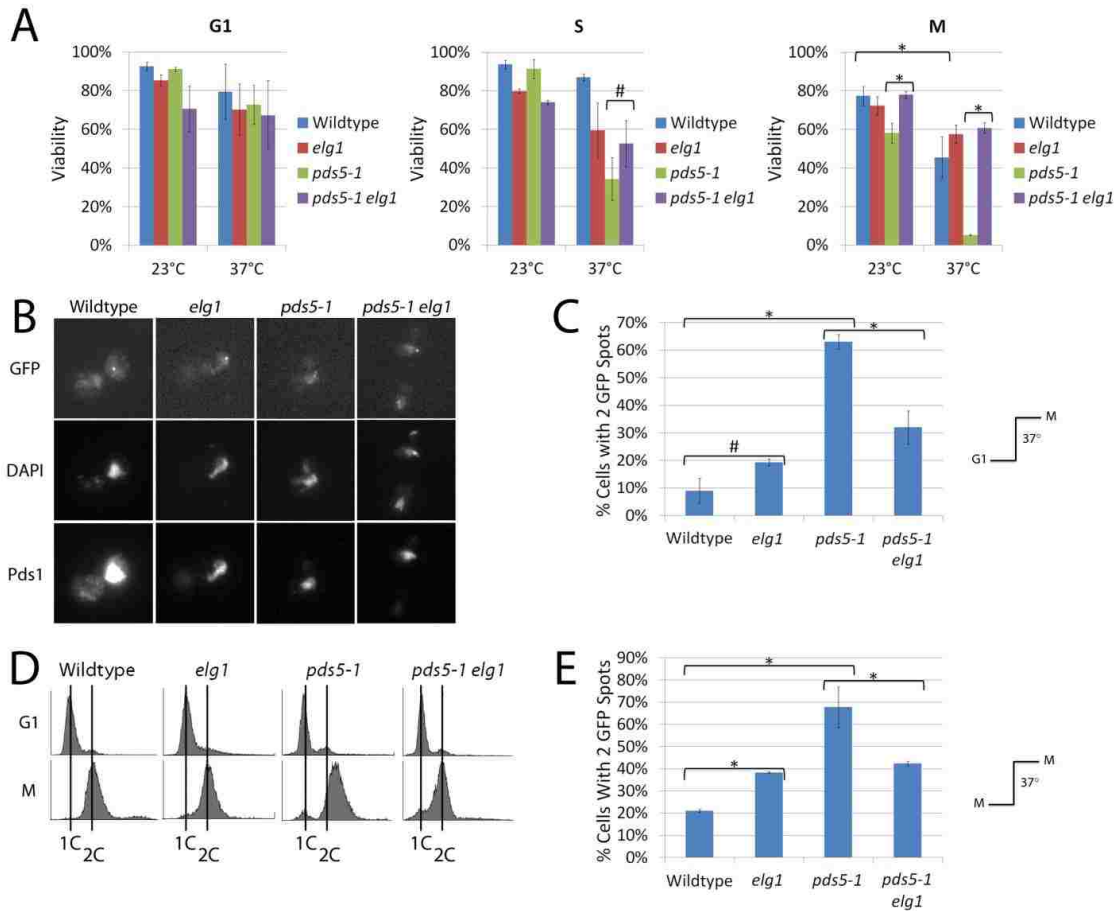 A
G1
100%
80%
60%
40%
20%
0%
Viability
23°C
37°C
Wildtype
elg1
pds5-1
pds5-1 elg1
S
100%
80%
60%
40%
20%
0%
Viability
#
23°C
37°C
Wildtype
elg1
pds5-1
pds5-1 elg1
M
100%
80%
60%
40%
20%
0%
Viability
*
*
*
23°C
37°C
Wildtype
elg1
pds5-1
pds5-1 elg1
B
Wildtype
elg1
pds5-1
pds5-1 elg1
GFP
DAPI
Pds1
C
70%
60%
50%
40%
30%
20%
10%
0%
% Cells with 2 GFP Spots
*
*
#
Wildtype
elg1
pds5-1
pds5-1
elg1
M
37°
G1
D
Wildtype
elg1
pds5-1
pds5-1 elg1
G1
M
1C
2C
1C
2C
1C
2C
1C
2C
E
90%
80%
70%
60%
50%
40%
30%
20%
10%
0%
% Cells With 2 GFP Spots
*
*
*
Wildtype
elg1
pds5-1
pds5-1
elg1
M
37°
M